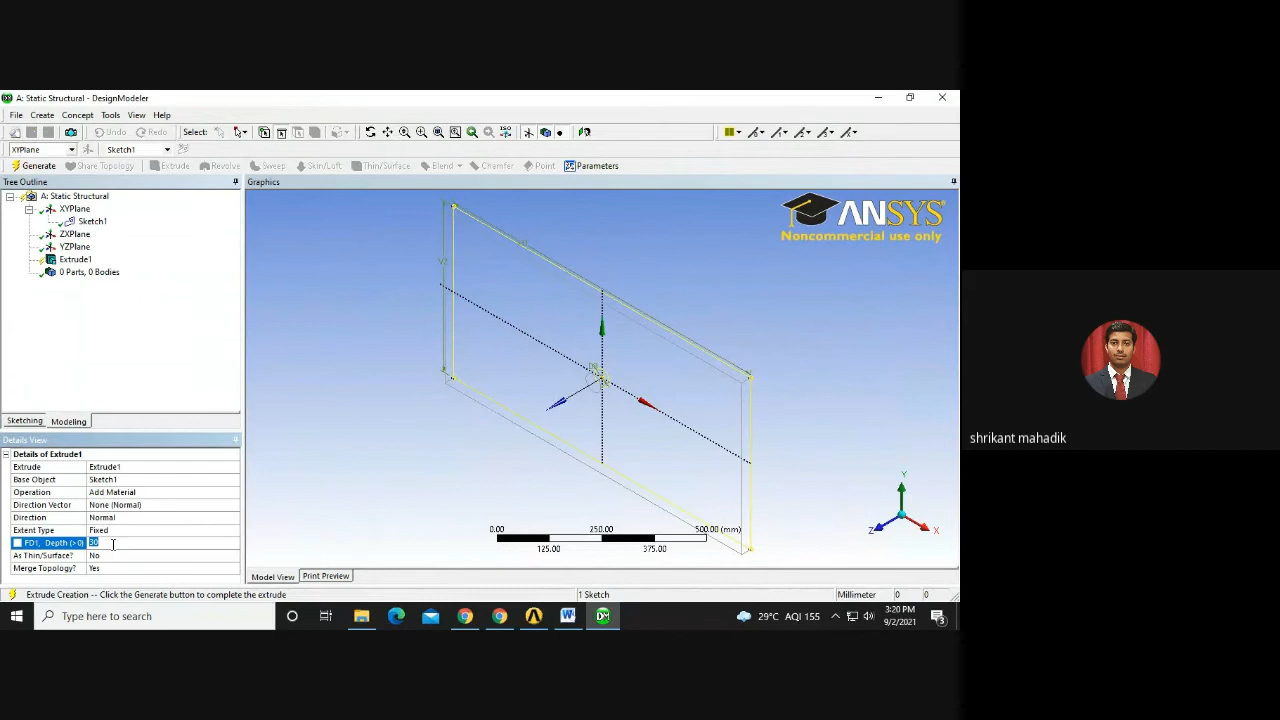 A: Static Structural - DesignModeler
File Create Concept Tools View Help
Undo Redo Select:
XYPlane Sketch1
Generate Share Topology Extrude Revolve Sweep Skin/Loft Thin/Surface Blend Chamfer Point Parameters
Tree Outline
Graphics
A: Static Structural
XYPlane
Sketch1
ZXPlane
YZPlane
Extrude1
0 Parts, 0 Bodies
ANSYS
Noncommercial use only
V2
Sketching Modeling
Details View
Details of Extrude1
Extrude Extrude1
Base Object Sketch1
Operation Add Material
Direction Vector None (Normal)
Direction Normal
Extent Type Fixed
FD1, Depth (>0) 30
As Thin/Surface? No
Merge Topology? Yes
0.00 250.00 500.00 (mm)
125.00 375.00
Y
Z X
Model View Print Preview
Extrude Creation -- Click the Generate button to complete the extrude 1 Sketch Millimeter 0 0
Type here to search
29°C AQI 155
3:20 PM
9/2/2021
3
shrikant mahadik